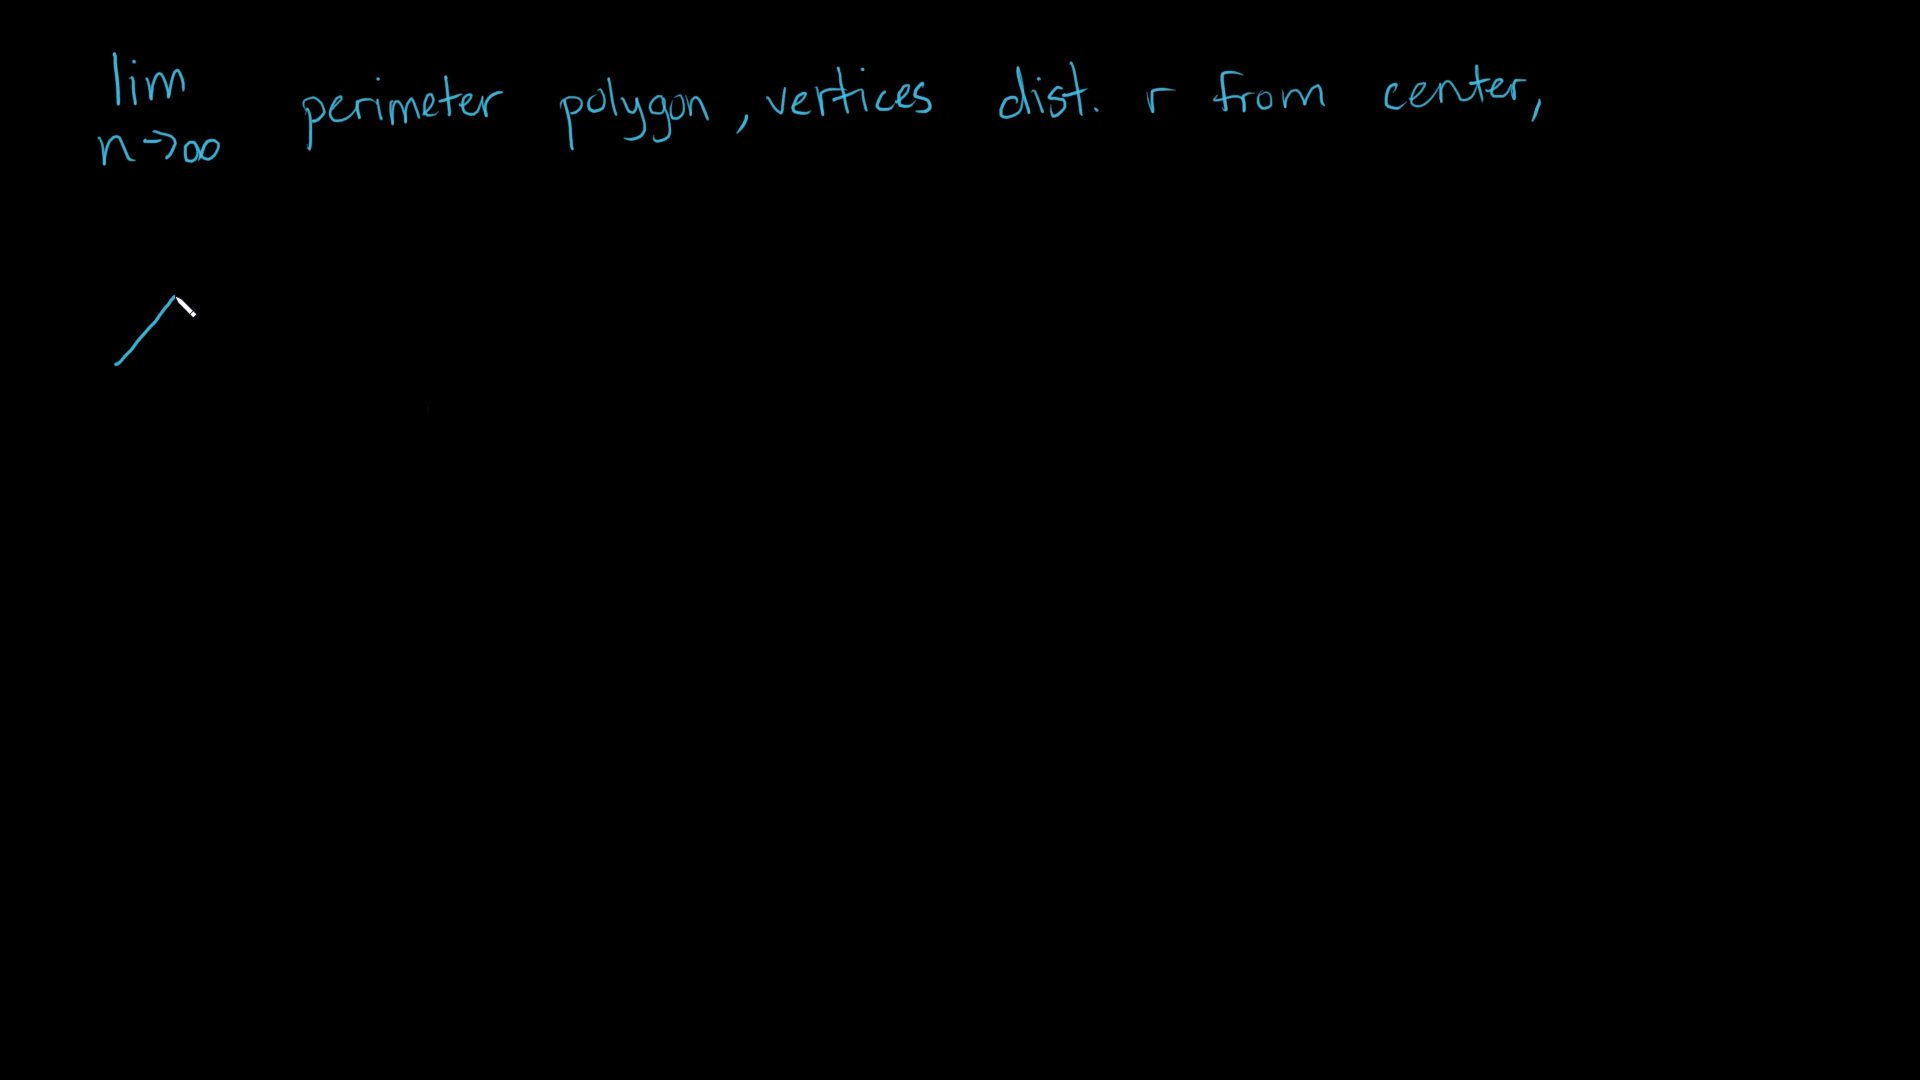 lim perimeter polygon, vertices dist. r from center,
n→∞